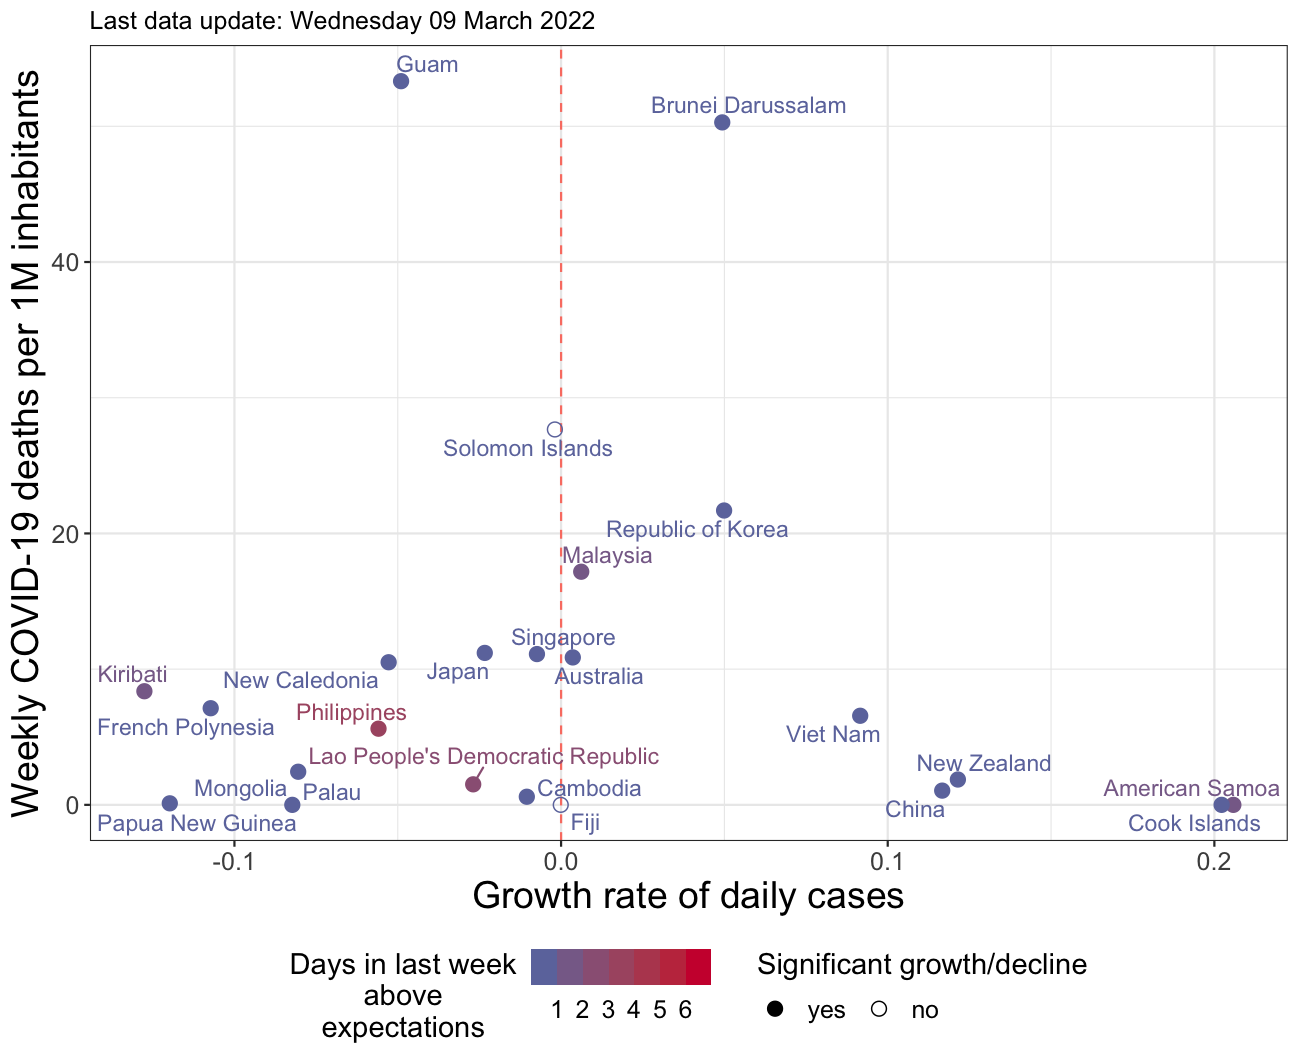 Last data update: Wednesday 09 March 2022
Weekly COVID-19 deaths per 1M inhabitants
Guam
Brunei Darussalam
40
Solomon Islands
Republic of Korea
20
Malaysia
Singapore
Japan
Australia
Kiribati
New Caledonia
Philippines
French Polynesia
Viet Nam
Lao People's Democratic Republic
New Zealand
Mongolia
Palau
Cambodia
American Samoa
0
China
Papua New Guinea
Fiji
Cook Islands
-0.1 0.0 0.1 0.2
Growth rate of daily cases
Days in last week
above
expectations
1 2 3 4 5 6
Significant growth/decline
yes no